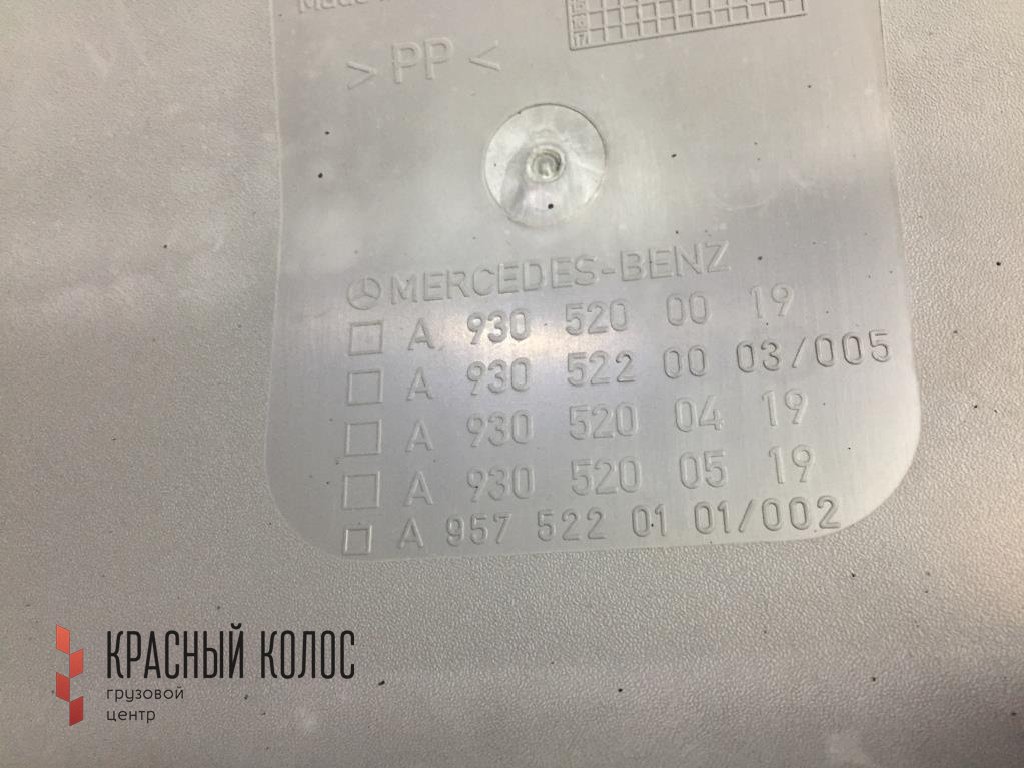 Made
> PP <
MERCEDES-BENZ
A 930 520 00 19
A 930 522 00 03/005
A 930 520 04 19
A 930 520 05 19
A 957 522 01 01/002
КРАСНЫЙ КОЛОС
грузовой
центр